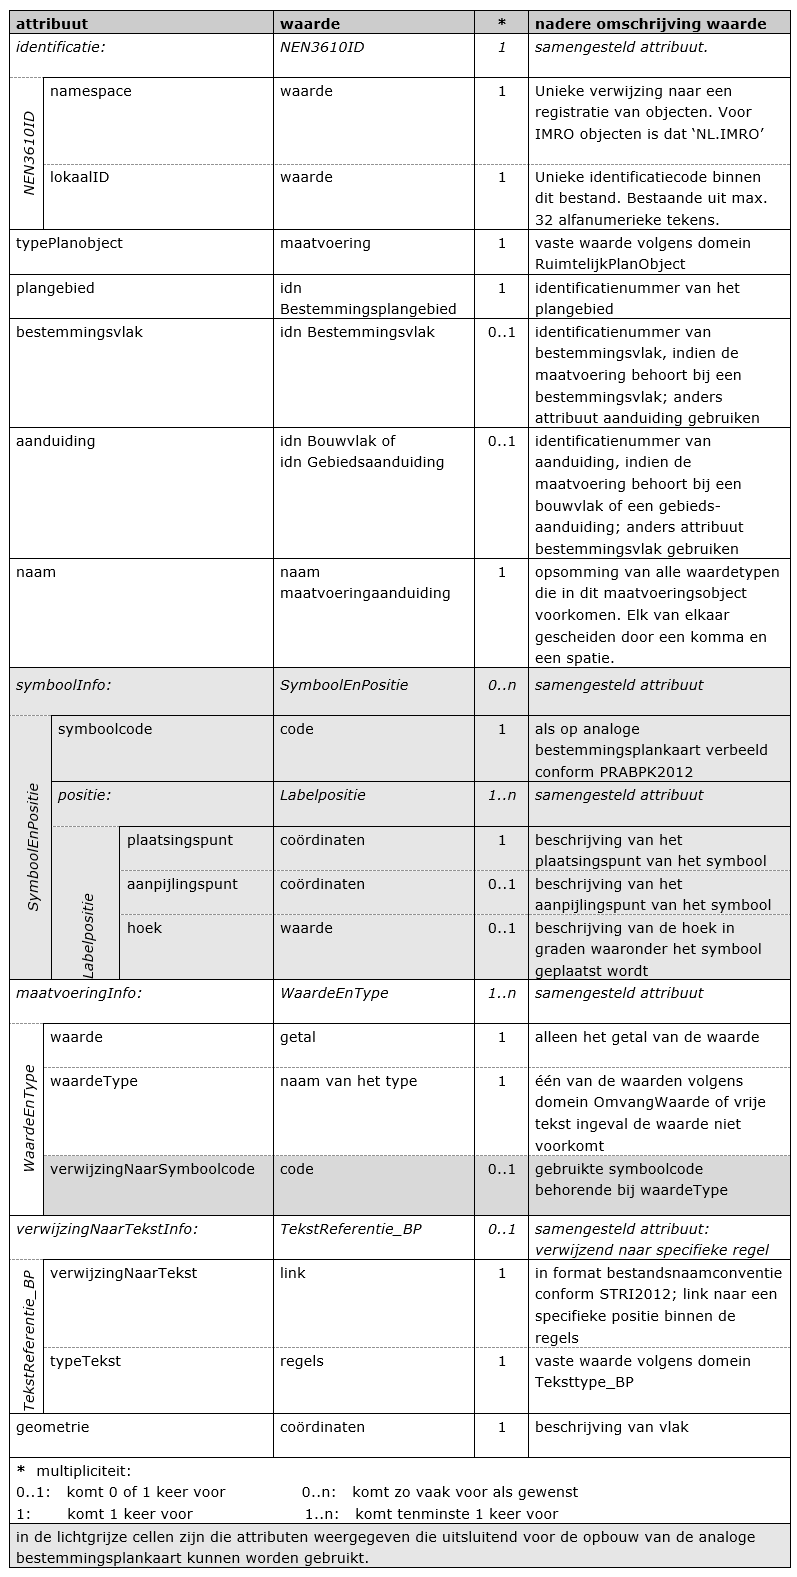 attribuut waarde * nadere omschrijving waarde
identificatie: NEN3610ID 1 samengesteld attribuut.
NEN3610ID
namespace waarde 1 Unieke verwijzing naar een
registratie van objecten. Voor
IMRO objecten is dat ‘NL.IMRO’
lokaalID waarde 1 Unieke identificatiecode binnen
dit bestand. Bestaande uit max.
32 alfanumerieke tekens.
typePlanobject maatvoering 1 vaste waarde volgens domein
RuimtelijkPlanObject
plangebied idn 1 identificatienummer van het
Bestemmingsplangebied plangebied
bestemmingsvlak idn Bestemmingsvlak 0..1 identificatienummer van
bestemmingsvlak, indien de
maatvoering behoort bij een
bestemmingsvlak; anders
attribuut aanduiding gebruiken
aanduiding idn Bouwvlak of 0..1 identificatienummer van
idn Gebiedsaanduiding aanduiding, indien de
maatvoering behoort bij een
bouwvlak of een gebieds-
aanduiding; anders attribuut
bestemmingsvlak gebruiken
naam naam 1 opsomming van alle waardetypen
maatvoeringaanduiding die in dit maatvoeringsobject
voorkomen. Elk van elkaar
gescheiden door een komma en
een spatie.
symboolInfo: SymboolEnPositie 0..n samengesteld attribuut
SymboolEnPositie
symboolcode code 1 als op analoge
bestemmingsplankaart verbeeld
conform PRABPK2012
positie: Labelpositie 1..n samengesteld attribuut
Labelpositie
plaatsingspunt coördinaten 1 beschrijving van het
plaatsingspunt van het symbool
aanpijlingspunt coördinaten 0..1 beschrijving van het
aanpijlingspunt van het symbool
hoek waarde 0..1 beschrijving van de hoek in
graden waaronder het symbool
geplaatst wordt
maatvoeringInfo: WaardeEnType 1..n samengesteld attribuut
WaardeEnType
waarde getal 1 alleen het getal van de waarde
waardeType naam van het type 1 één van de waarden volgens
domein OmvangWaarde of vrije
tekst ingeval de waarde niet
voorkomt
verwijzingNaarSymboolcode code 0..1 gebruikte symboolcode
behorende bij waardeType
verwijzingNaarTekstInfo: TekstReferentie_BP 0..1 samengesteld attribuut:
verwijzend naar specifieke regel
TekstReferentie_BP
verwijzingNaarTekst link 1 in format bestandsnaamconventie
conform STRI2012; link naar een
specifieke positie binnen de
regels
typeTekst regels 1 vaste waarde volgens domein
Teksttype_BP
geometrie coördinaten 1 beschrijving van vlak
* multipliciteit:
0..1: komt 0 of 1 keer voor 0..n: komt zo vaak voor als gewenst
1: komt 1 keer voor 1..n: komt tenminste 1 keer voor
in de lichtgrijze cellen zijn die attributen weergegeven die uitsluitend voor de opbouw van de analoge
bestemmingsplankaart kunnen worden gebruikt.